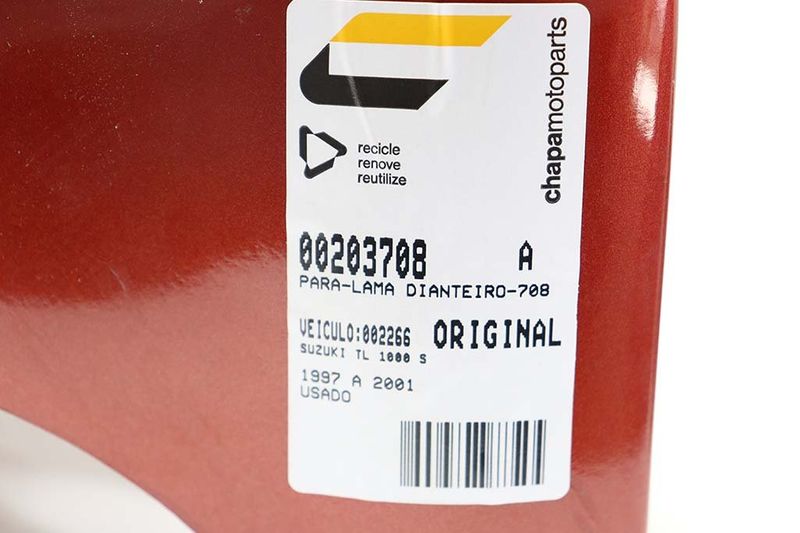 chapamotoparts
recicle
renove
reutilize
00203708 A
PARA-LAMA DIANTEIRO-708
VEICULO:002266 ORIGINAL
SUZUKI TL 1000 S
1997 A 2001
USADO